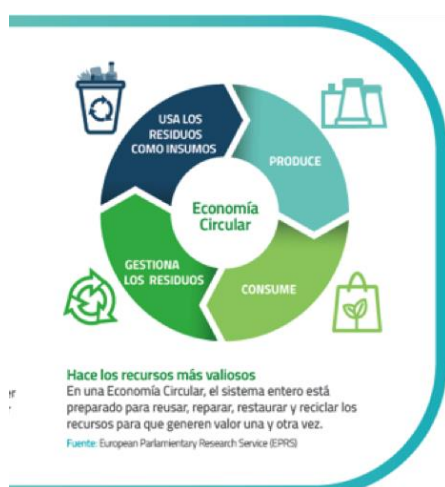 USA LOS
RESIDUOS
COMO INSUMOS
PRODUCE
Economía
Circular
GESTIONA
LOS RESIDUOS
CONSUME
Hace los recursos más valiosos
er
En una Economía Circular, el sistema entero está
preparado para reusar, reparar, restaurar y reciclar los
recursos para que generen valor una y otra vez.
Fuente: European Parlamientary Research Service (EPRS)